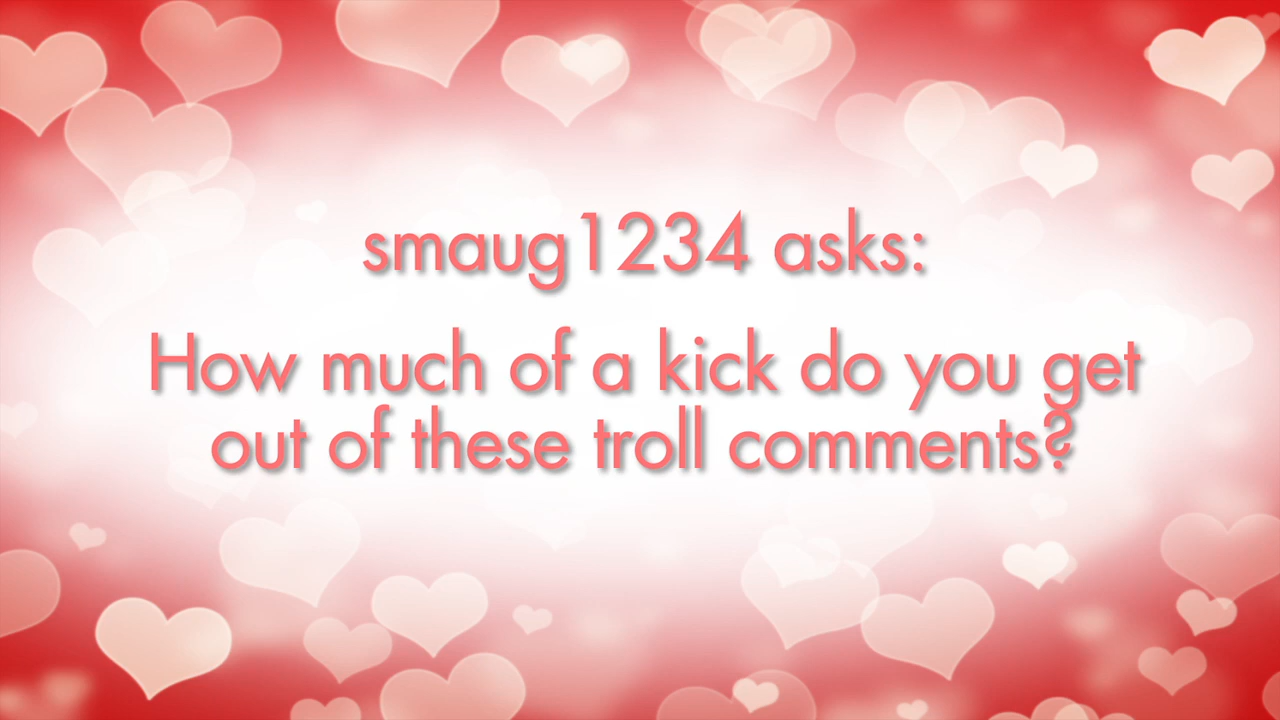 smaug1234 asks:
How much of a kick do you get
out of these troll comments?